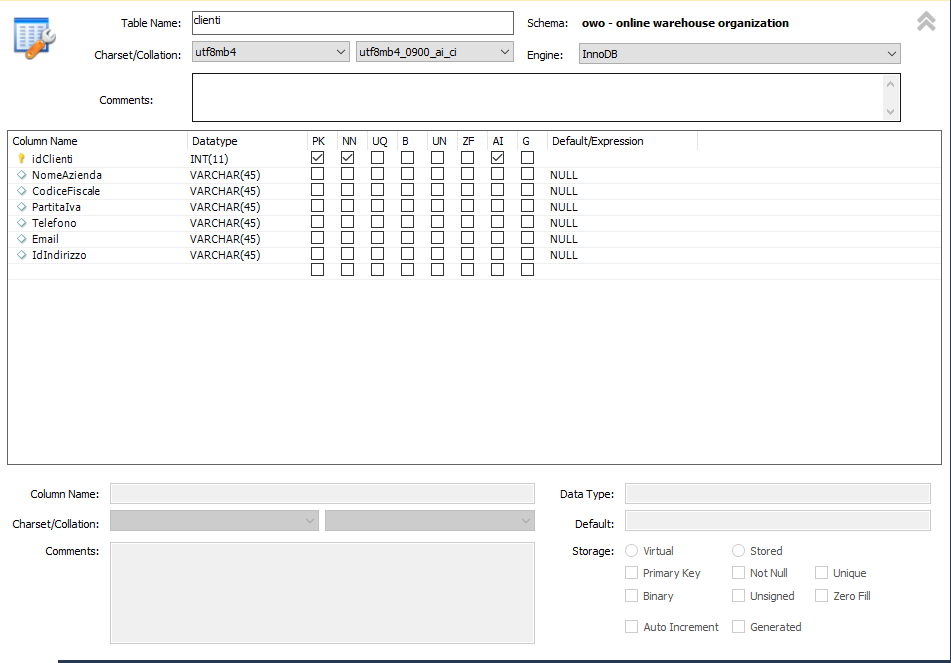 Table Name: clienti Schema: owo - online warehouse organization
Charset/Collation: utf8mb4 utf8mb4_0900_ai_ci Engine: InnoDB
Comments:
Column Name Datatype PK NN UQ B UN ZF AI G Default/Expression
idClienti INT(11)
NomeAzienda VARCHAR(45) NULL
CodiceFiscale VARCHAR(45) NULL
PartitaIva VARCHAR(45) NULL
Telefono VARCHAR(45) NULL
Email VARCHAR(45) NULL
IdIndirizzo VARCHAR(45) NULL
Column Name: Data Type:
Charset/Collation: Default:
Comments: Storage: Virtual Stored
Primary Key Not Null Unique
Binary Unsigned Zero Fill
Auto Increment Generated